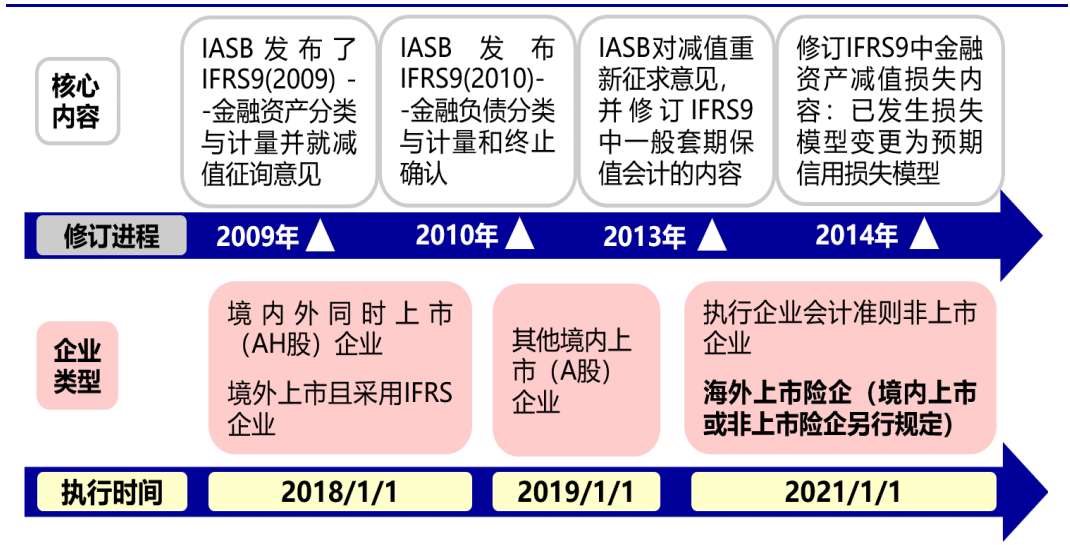 核心
内容
IASB发布了
IFRS9(2009) -
-金融资产分类
与计量并就减
值征询意见
IASB 发布
IFRS9(2010)-
-金融负债分类
与计量和终止
确认
IASB对减值重
新征求意见，
并修订IFRS9
中一般套期保
值会计的内容
修订IFRS9中金融
资产减值损失内
容：已发生损失
模型变更为预期
信用损失模型
修订进程
2009年
2010年
2013年
2014年
企业
类型
境内外同时上市
（AH股）企业
境外上市且采用IFRS
企业
其他境内上
市（A股）
企业
执行企业会计准则非上市
企业
海外上市险企（境内上市
或非上市险企另行规定）
执行时间
2018/1/1
2019/1/1
2021/1/1